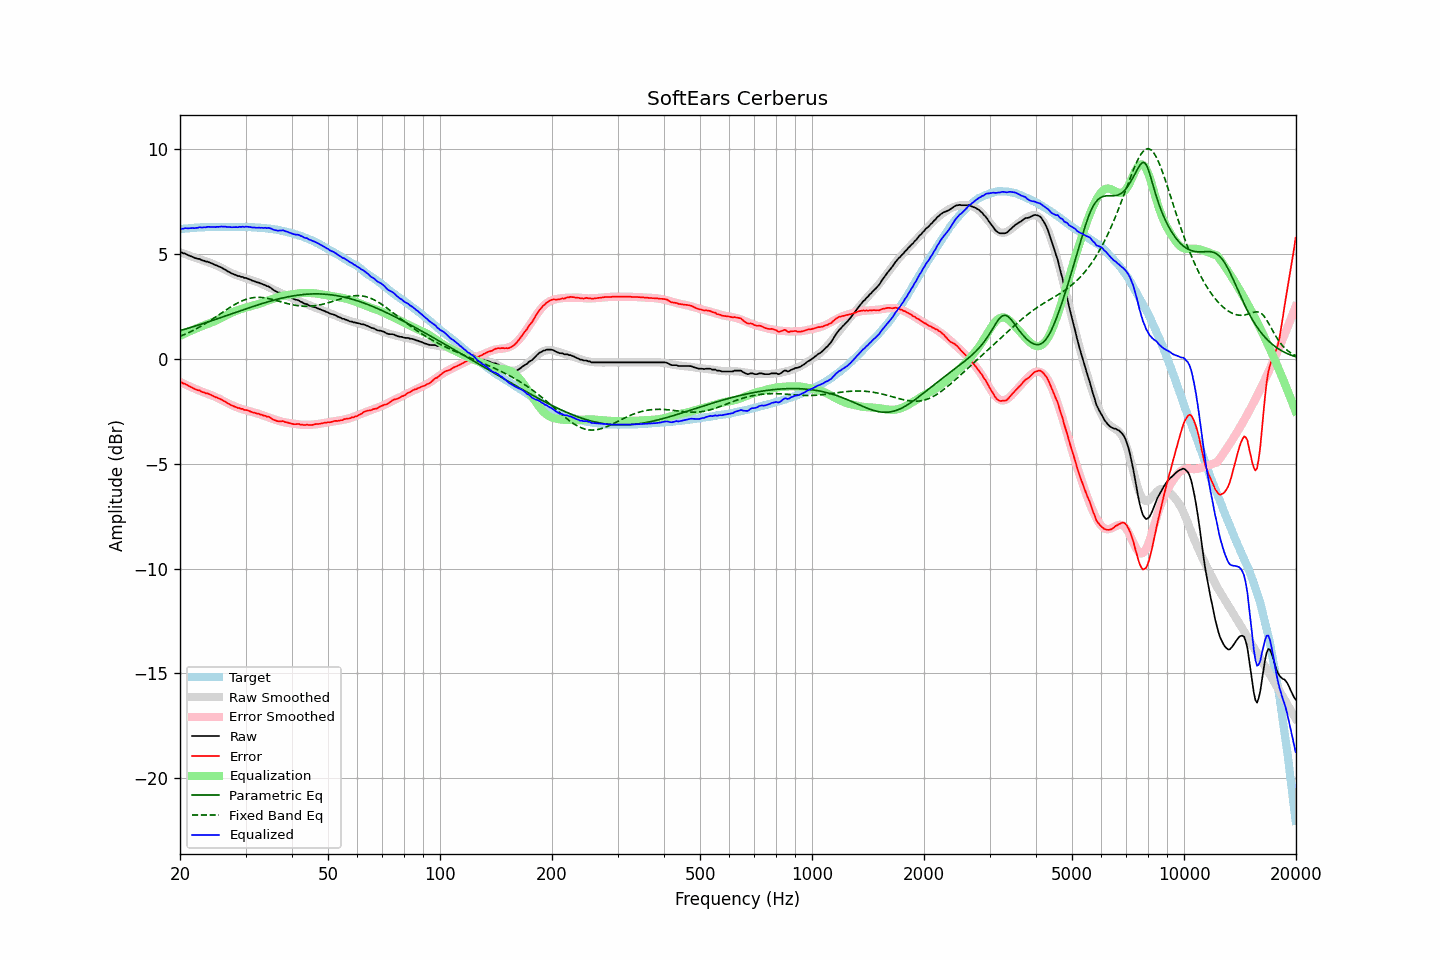 SoftEars Cerberus
Amplitude (dBr)
10
5
0
−5
−10
−15
−20
Target
Raw Smoothed
Error Smoothed
Raw
Error
Equalization
Parametric Eq
Fixed Band Eq
Equalized
20 50 100 200 500 1000 2000 5000 10000 20000
Frequency (Hz)